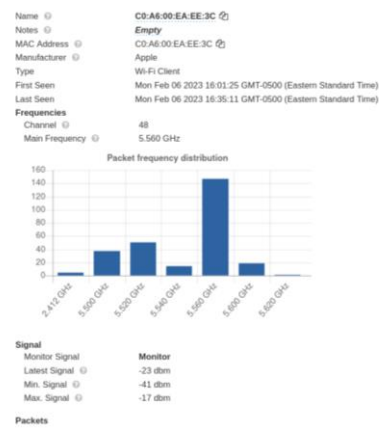 Name C0:A6:00:EA:EE:3C
Notes Empty
MAC Address C0:A6:00:EA:EE:3C
Manufacturer Apple
Type Wi-Fi Client
First Seen Mon Feb 06 2023 16:01:25 GMT-0500 (Eastern Standard Time)
Last Seen Mon Feb 06 2023 16:35:11 GMT-0500 (Eastern Standard Time)
Frequencies
Channel 48
Main Frequency 5.560 GHz
Packet frequency distribution
160
140
120
100
80
60
40
20
0
2.412 GHz 5.500 GHz 5.520 GHz 5.540 GHz 5.560 GHz 5.600 GHz 5.620 GHz
Signal
Monitor Signal Monitor
Latest Signal -23 dbm
Min. Signal -41 dbm
Max. Signal -17 dbm
Packets